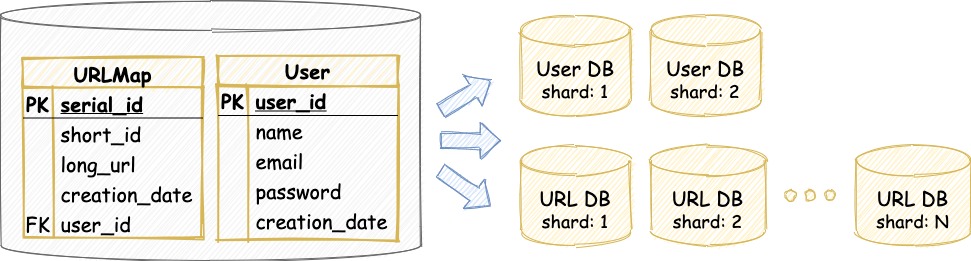 URLMap
PK serial_id
short_id
long_url
creation_date
FK user_id
User
PK user_id
name
email
password
creation_date
User DB
shard: 1
User DB
shard: 2
URL DB
shard: 1
URL DB
shard: 2
URL DB
shard: N